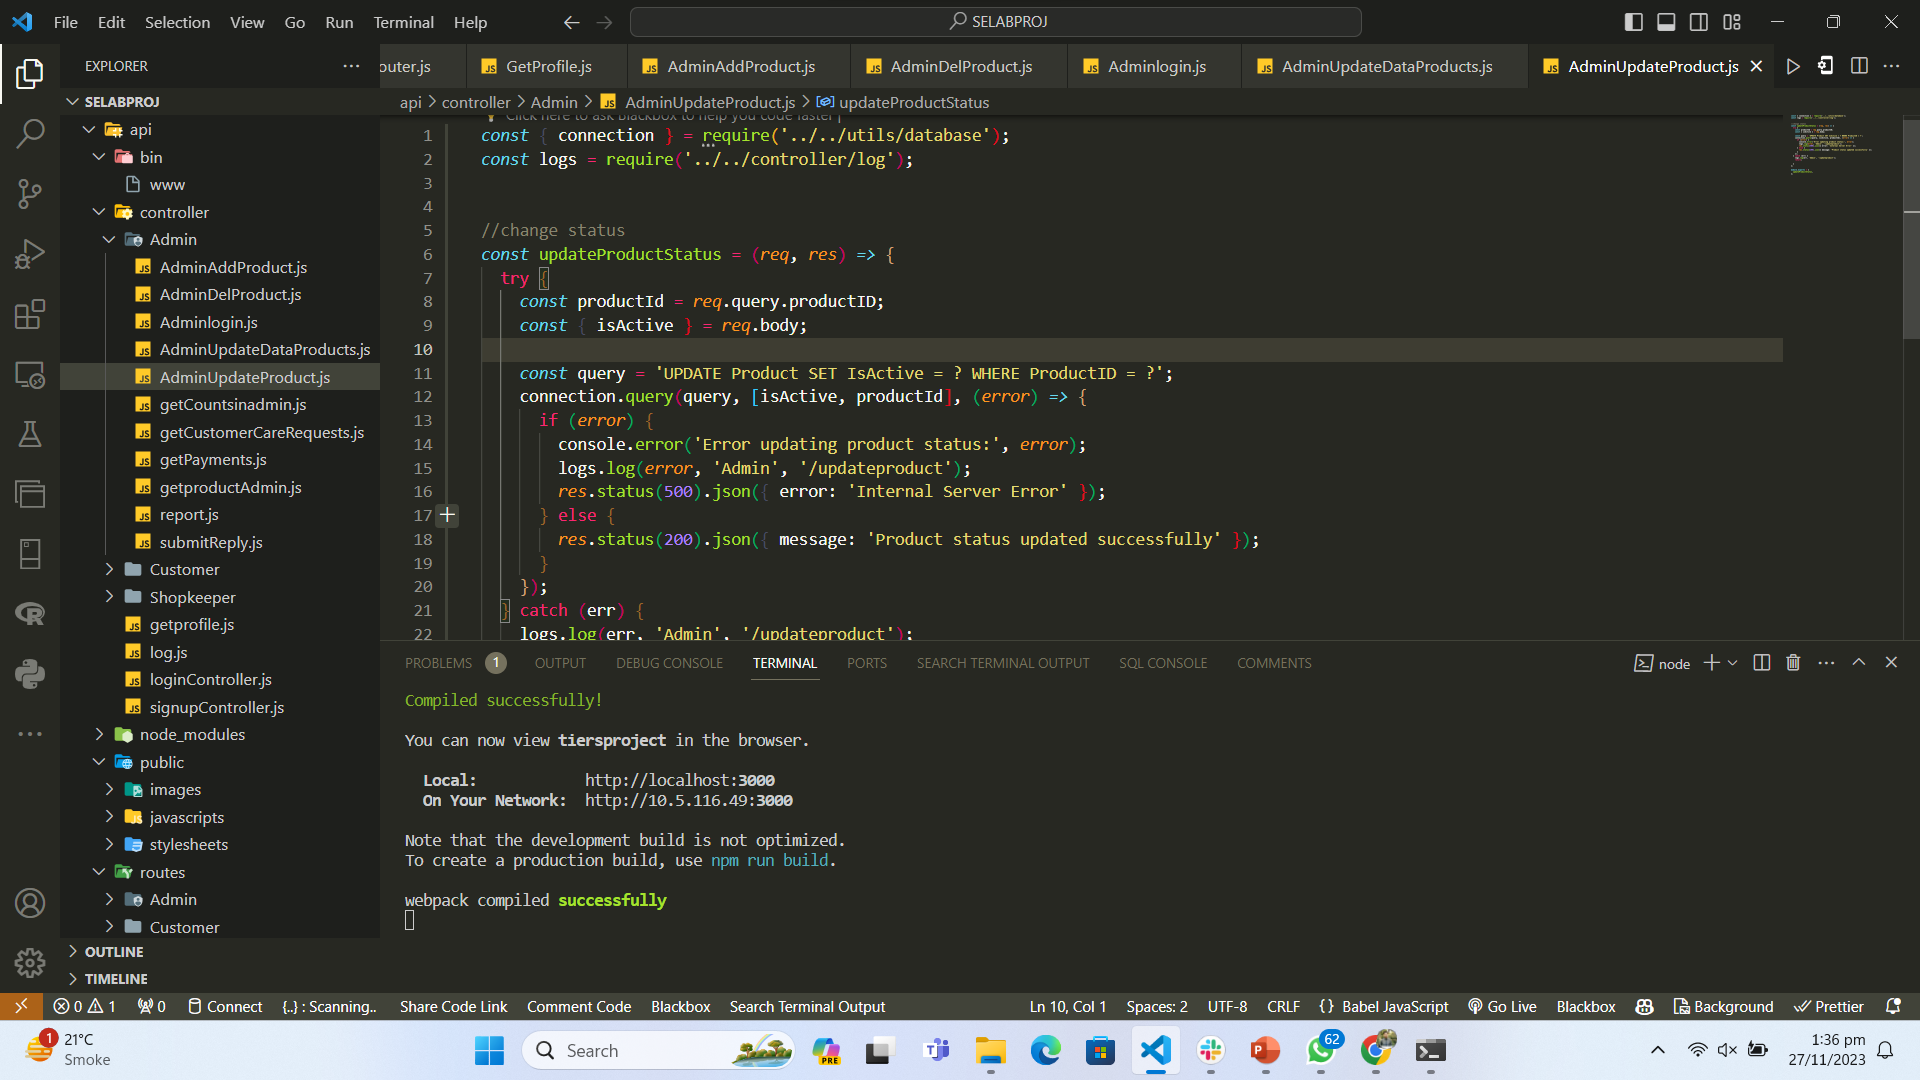 File Edit Selection View Go Run Terminal Help
SELABPROJ
EXPLORER
outer.js
GetProfile.js
AdminAddProduct.js
AdminDelProduct.js
Adminlogin.js
AdminUpdateDataProducts.js
AdminUpdateProduct.js
SELABPROJ
api
bin
www
controller
Admin
AdminAddProduct.js
AdminDelProduct.js
Adminlogin.js
AdminUpdateDataProducts.js
AdminUpdateProduct.js
getCountsinadmin.js
getCustomerCareRequests.js
getPayments.js
getproductAdmin.js
report.js
submitReply.js
Customer
Shopkeeper
getprofile.js
log.js
loginController.js
signupController.js
node_modules
public
images
javascripts
stylesheets
routes
Admin
Customer
OUTLINE
TIMELINE
api > controller > Admin > AdminUpdateProduct.js > updateProductStatus
Click here to ask Blackbox to help you code faster |
1 const { connection } = require('../../utils/database');
2 const logs = require('../../controller/log');
3
4
5 //change status
6 const updateProductStatus = (req, res) => {
7 try {
8 const productId = req.query.productID;
9 const { isActive } = req.body;
10
11 const query = 'UPDATE Product SET IsActive = ? WHERE ProductID = ?';
12 connection.query(query, [isActive, productId], (error) => {
13 if (error) {
14 console.error('Error updating product status:', error);
15 logs.log(error, 'Admin', '/updateproduct');
16 res.status(500).json({ error: 'Internal Server Error' });
17 } else {
18 res.status(200).json({ message: 'Product status updated successfully' });
19 }
20 });
21 } catch (err) {
22 logs.log(err, 'Admin', '/updateproduct');
PROBLEMS 1 OUTPUT DEBUG CONSOLE TERMINAL PORTS SEARCH TERMINAL OUTPUT SQL CONSOLE COMMENTS
node
Compiled successfully!
You can now view tiersproject in the browser.
Local: http://localhost:3000
On Your Network: http://10.5.116.49:3000
Note that the development build is not optimized.
To create a production build, use npm run build.
webpack compiled successfully
0 1 0 Connect {..} : Scanning.. Share Code Link Comment Code Blackbox Search Terminal Output
Ln 10, Col 1 Spaces: 2 UTF-8 CRLF {} Babel JavaScript Go Live Blackbox Background Prettier
1
21°C
Smoke
Search
PRE
62
1:36 pm
27/11/2023